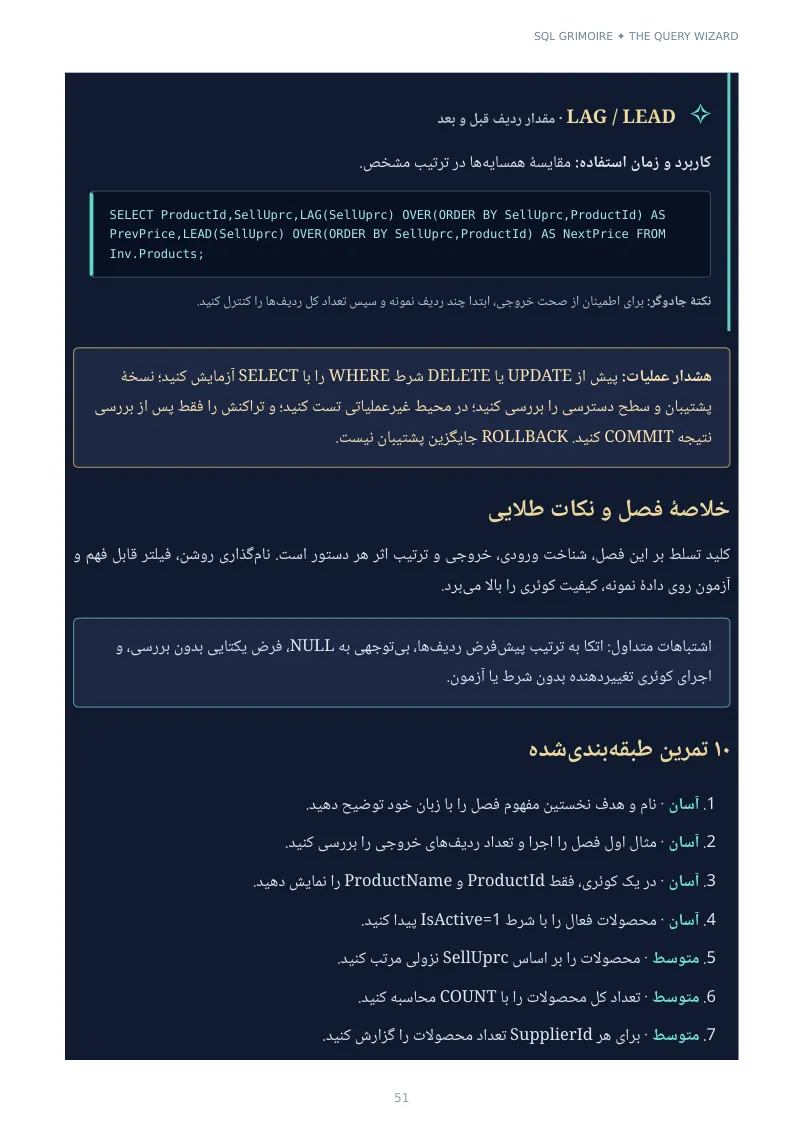 SQL GRIMOIRE ✦ THE QUERY WIZARD
✧ LAG / LEAD · مقدار ردیف قبل و بعد
کاربرد و زمان استفاده: مقایسهٔ همسایه‌ها در ترتیب مشخص.
SELECT ProductId,SellUprc,LAG(SellUprc) OVER(ORDER BY SellUprc,ProductId) AS
PrevPrice,LEAD(SellUprc) OVER(ORDER BY SellUprc,ProductId) AS NextPrice FROM
Inv.Products;
نکتهٔ جادوگر: برای اطمینان از صحت خروجی، ابتدا چند ردیف نمونه و سپس تعداد کل ردیف‌ها را کنترل کنید.
هشدار عملیات: پیش از UPDATE یا DELETE شرط WHERE را با SELECT آزمایش کنید؛ نسخهٔ
پشتیبان و سطح دسترسی را بررسی کنید؛ در محیط غیرعملیاتی تست کنید؛ و تراکنش را فقط پس از بررسی
نتیجه COMMIT کنید. ROLLBACK جایگزین پشتیبان نیست.
خلاصهٔ فصل و نکات طلایی
کلید تسلط بر این فصل، شناخت ورودی، خروجی و ترتیب اثر هر دستور است. نام‌گذاری روشن، فیلتر قابل فهم و
آزمون روی دادهٔ نمونه، کیفیت کوئری را بالا می‌برد.
اشتباهات متداول: اتکا به ترتیب پیش‌فرض ردیف‌ها، بی‌توجهی به NULL، فرض یکتایی بدون بررسی، و
اجرای کوئری تغییردهنده بدون شرط یا آزمون.
۱۰ تمرین طبقه‌بندی‌شده
1. آسان · نام و هدف نخستین مفهوم فصل را با زبان خود توضیح دهید.
2. آسان · مثال اول فصل را اجرا و تعداد ردیف‌های خروجی را بررسی کنید.
3. آسان · در یک کوئری، فقط ProductId و ProductName را نمایش دهید.
4. آسان · محصولات فعال را با شرط IsActive=1 پیدا کنید.
5. متوسط · محصولات را بر اساس SellUprc نزولی مرتب کنید.
6. متوسط · تعداد کل محصولات را با COUNT محاسبه کنید.
7. متوسط · برای هر SupplierId تعداد محصولات را گزارش کنید.
51